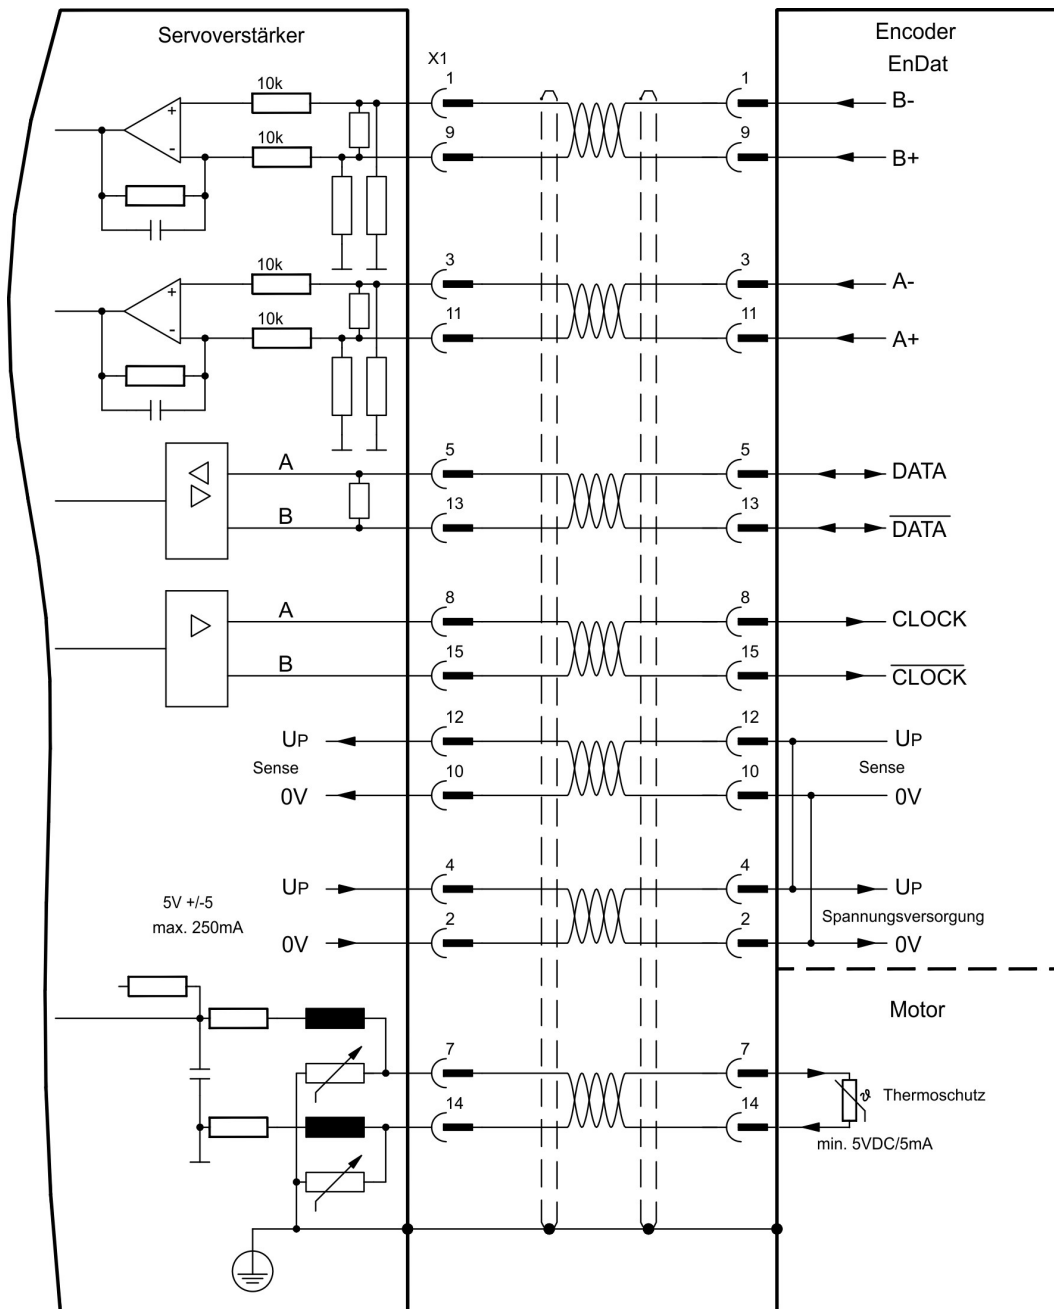 Servoverstärker
Encoder
EnDat
X1
10k
1
1
B-
+
10k
9
9
B+
-
10k
3
3
A-
+
10k
11
11
A+
-
A
5
5
DATA
B
13
13
DATA
A
8
8
CLOCK
B
15
15
CLOCK
UP
12
12
UP
Sense
Sense
0V
10
10
0V
UP
4
4
UP
5V +/-5
max. 250mA
Spannungsversorgung
0V
2
2
0V
Motor
7
7
ϑ Thermoschutz
14
14
min. 5VDC/5mA